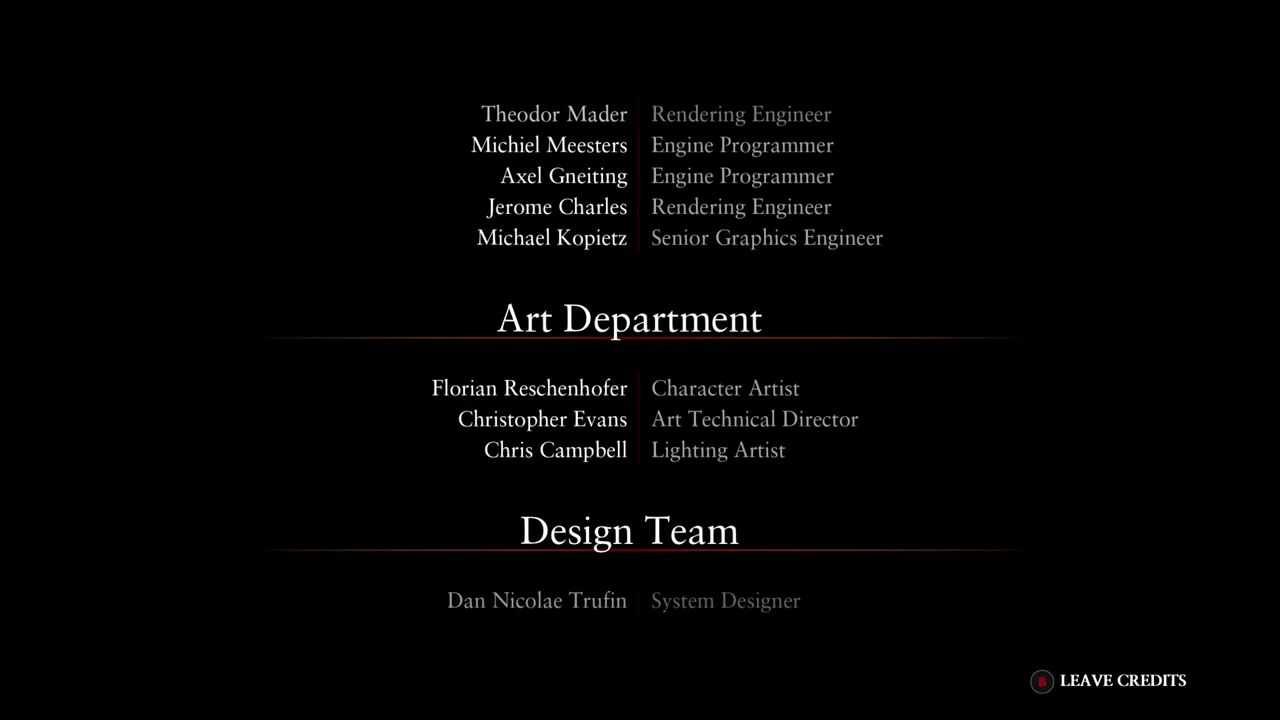 Theodor Mader Rendering Engineer
Michiel Meesters Engine Programmer
Axel Gneiting Engine Programmer
Jerome Charles Rendering Engineer
Michael Kopietz Senior Graphics Engineer
Art Department
Florian Reschenhofer Character Artist
Christopher Evans Art Technical Director
Chris Campbell Lighting Artist
Design Team
Dan Nicolae Trufin System Designer
B LEAVE CREDITS